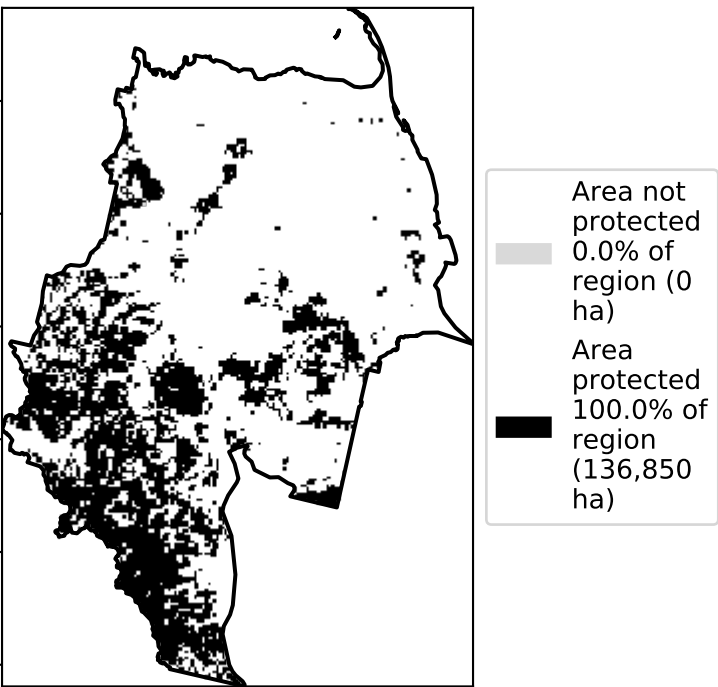 Area not
protected
0.0% of
region (0
ha)
Area
protected
100.0% of
region
(136,850
ha)